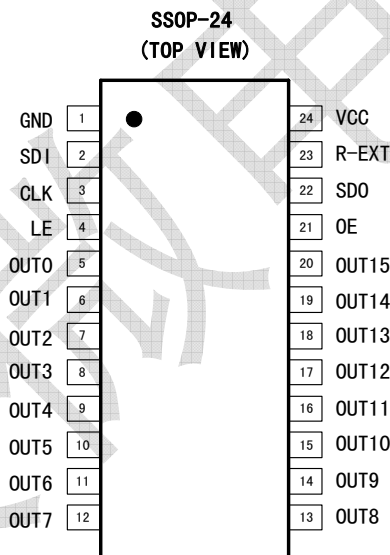 SSOP-24
(TOP VIEW)
GND 1 24 VCC
SDI 2 23 R-EXT
CLK 3 22 SDO
LE 4 21 OE
OUT0 5 20 OUT15
OUT1 6 19 OUT14
OUT2 7 18 OUT13
OUT3 8 17 OUT12
OUT4 9 16 OUT11
OUT5 10 15 OUT10
OUT6 11 14 OUT9
OUT7 12 13 OUT8